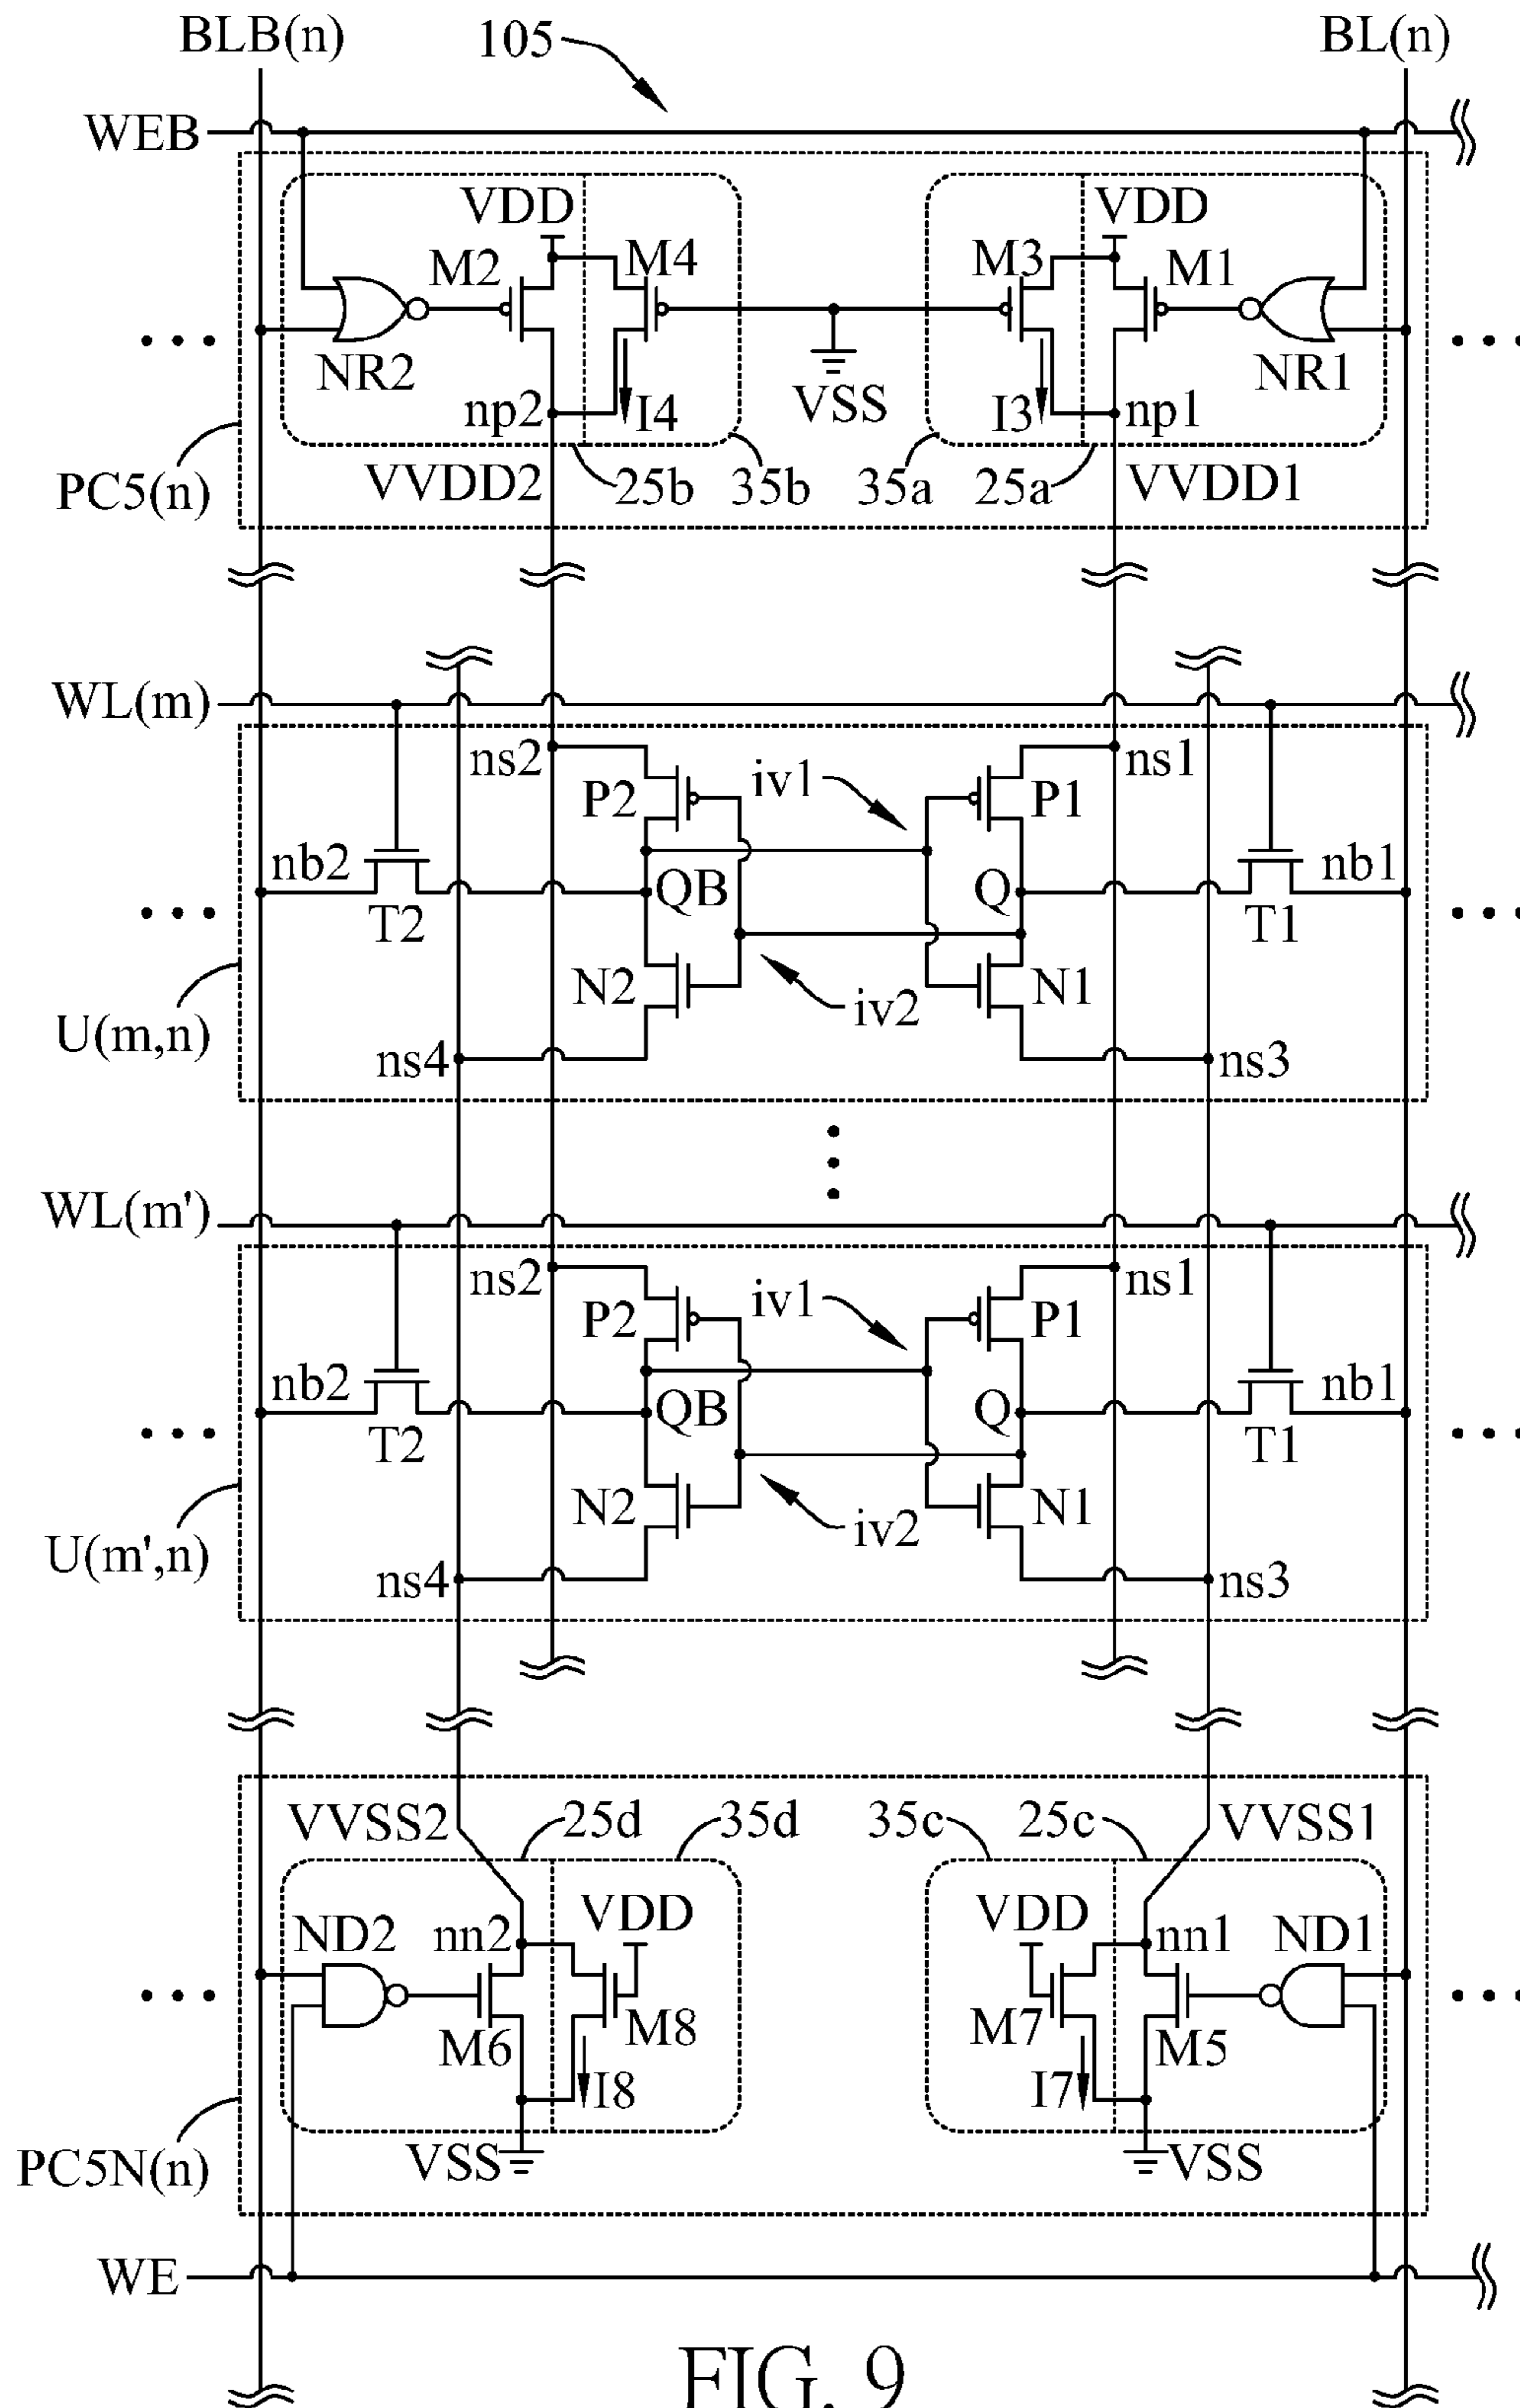 BLB(n) 105 BL(n)
WEB
VDD VDD
M2 M4 M3 M1
NR2 VSS NR1
np2 I4 I3 np1
PC5(n) VVDD2 25b 35b 35a 25a VVDD1
WL(m)
ns2 iv1 ns1
P2 P1
nb2 QB Q nb1
T2 T1
N2 iv2 N1
U(m,n)
ns4 ns3
WL(m')
ns2 iv1 ns1
P2 P1
nb2 QB Q nb1
T2 T1
N2 iv2 N1
U(m',n)
ns4 ns3
VVSS2 25d 35d 35c 25c VVSS1
VDD VDD
ND2 nn2 nn1 ND1
M6 M8 M7 M5
I8 I7
PC5N(n) VSS VSS
WE
FIG. 9